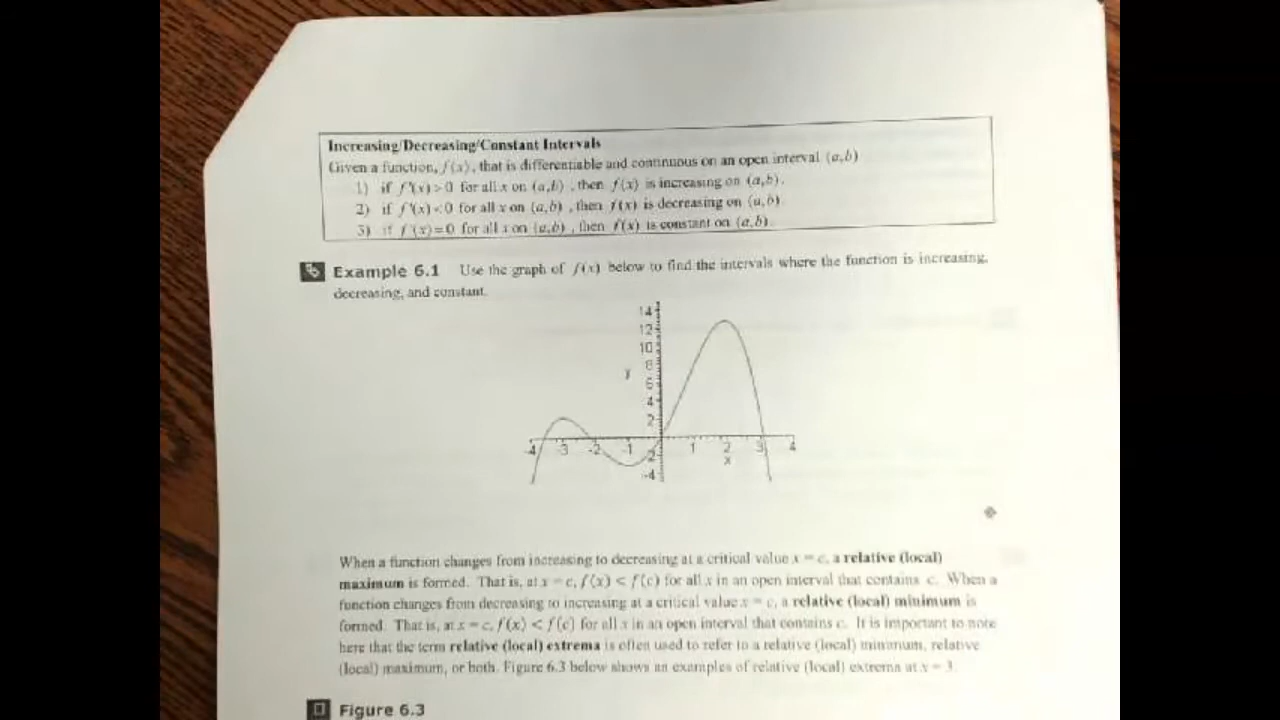 Increasing/Decreasing/Constant Intervals
Given a function, f(x), that is differentiable and continuous on an open interval (a,b)
1) if f'(x)>0 for all x on (a,b), then f(x) is increasing on (a,b).
2) if f'(x)<0 for all x on (a,b), then f(x) is decreasing on (a,b)
3) if f'(x)=0 for all x on (a,b), then f(x) is constant on (a,b).
Example 6.1 Use the graph of f(x) below to find the intervals where the function is increasing,
decreasing, and constant.
14
12
10
8
y
6
4
2
-4 -3 -2 -1 1 2 3 4
-2
x
-4
When a function changes from increasing to decreasing at a critical value x = c, a relative (local)
maximum is formed. That is, at x = c, f(x) < f(c) for all x in an open interval that contains c. When a
function changes from decreasing to increasing at a critical value x = c, a relative (local) minimum is
formed. That is, at x = c, f(x) < f(c) for all x in an open interval that contains c. It is important to note
here that the term relative (local) extrema is often used to refer to a relative (local) minimum, relative
(local) maximum, or both. Figure 6.3 below shows an examples of relative (local) extrema at x = 3.
Figure 6.3